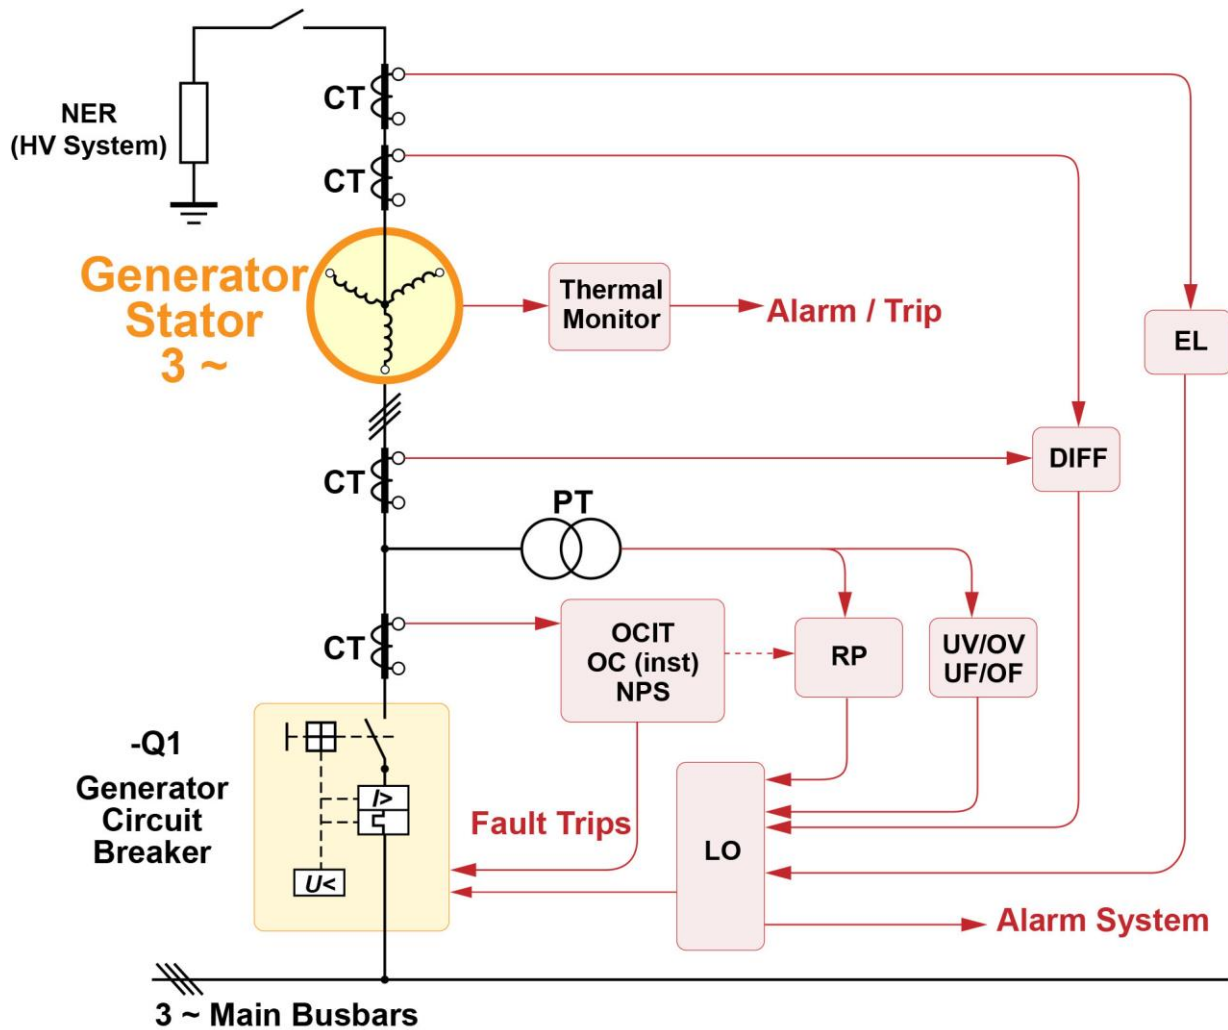 NER
(HV System)
CT
CT
Generator
Stator
3 ~
Thermal
Monitor
Alarm / Trip
EL
DIFF
CT
PT
CT
OCIT
OC (inst)
NPS
RP
UV/OV
UF/OF
-Q1
Generator
Circuit
Breaker
I>
U<
Fault Trips
LO
Alarm System
3 ~ Main Busbars